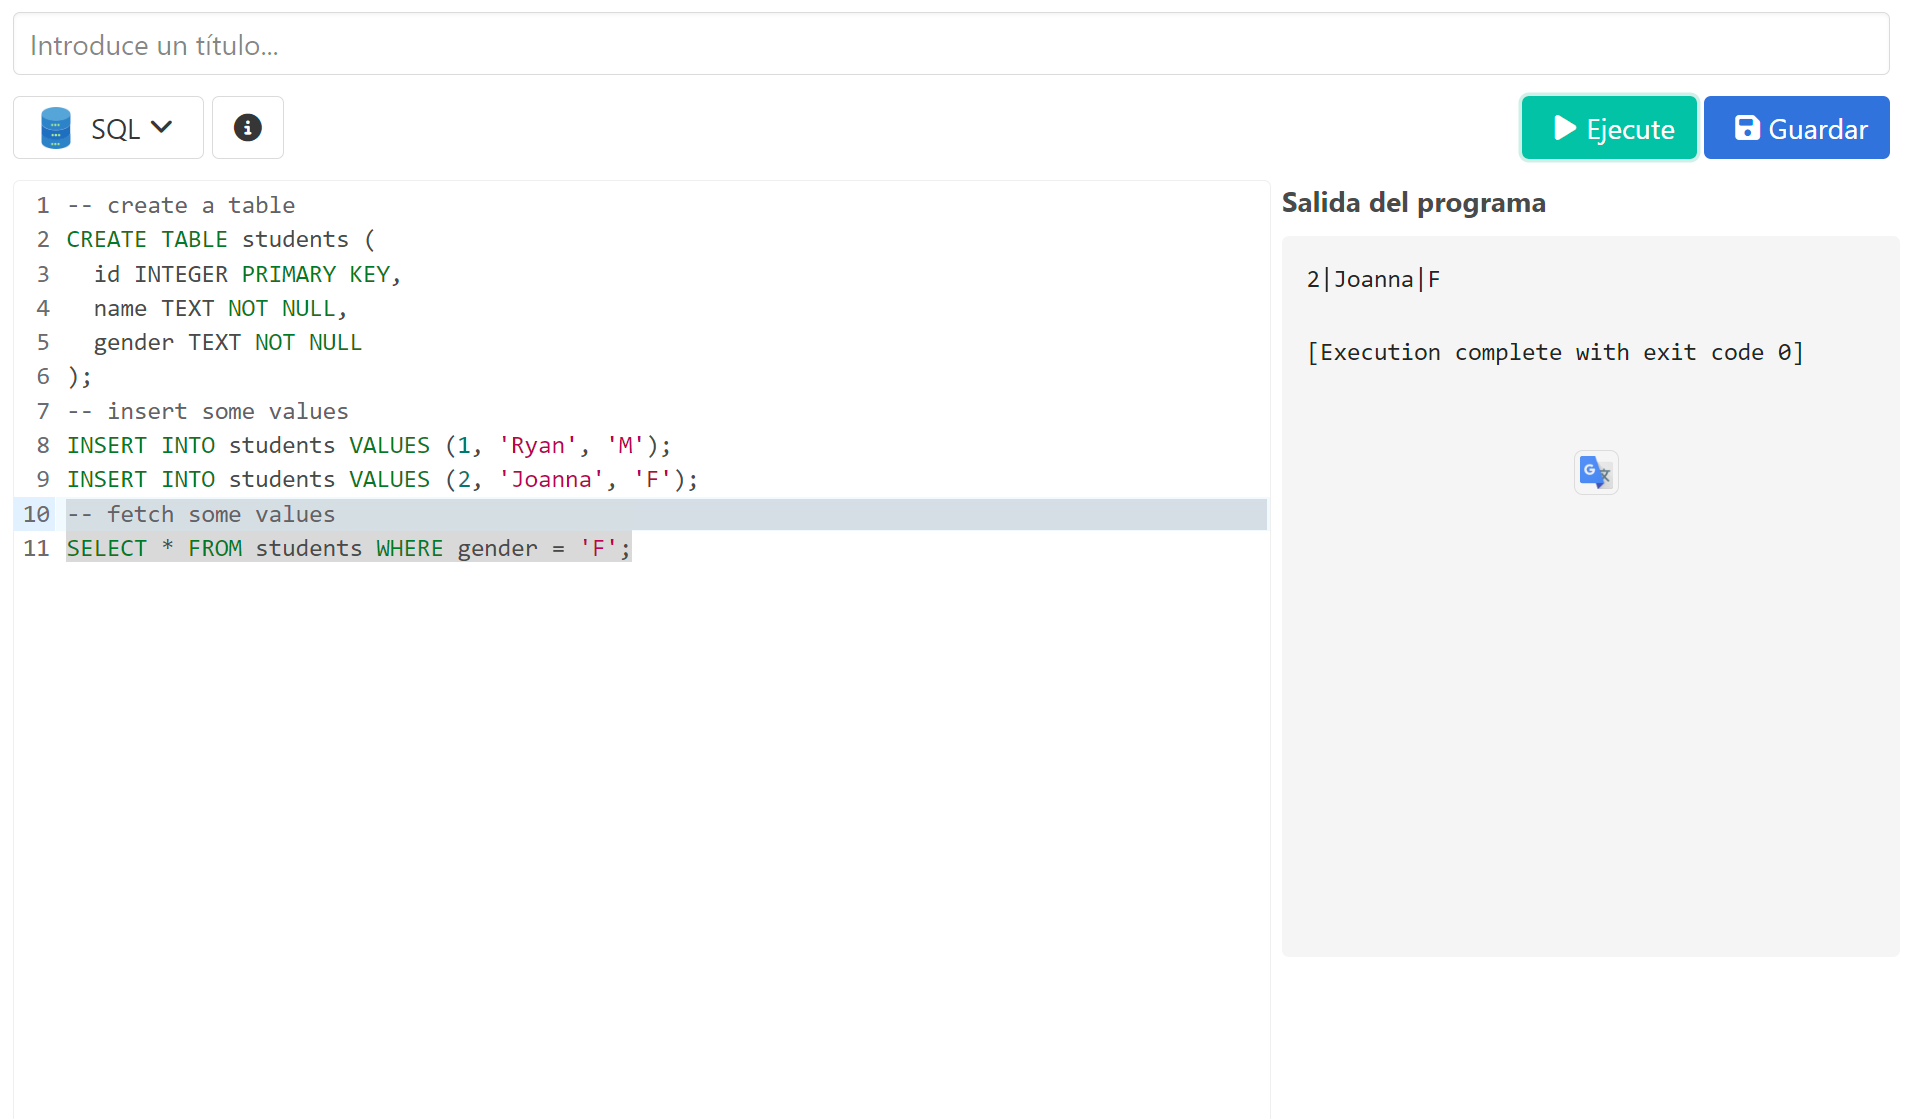 Introduce un título...
SQL
Ejecute
Guardar
1 -- create a table
2 CREATE TABLE students (
3   id INTEGER PRIMARY KEY,
4   name TEXT NOT NULL,
5   gender TEXT NOT NULL
6 );
7 -- insert some values
8 INSERT INTO students VALUES (1, 'Ryan', 'M');
9 INSERT INTO students VALUES (2, 'Joanna', 'F');
10 -- fetch some values
11 SELECT * FROM students WHERE gender = 'F';
Salida del programa
2|Joanna|F
[Execution complete with exit code 0]
G 文